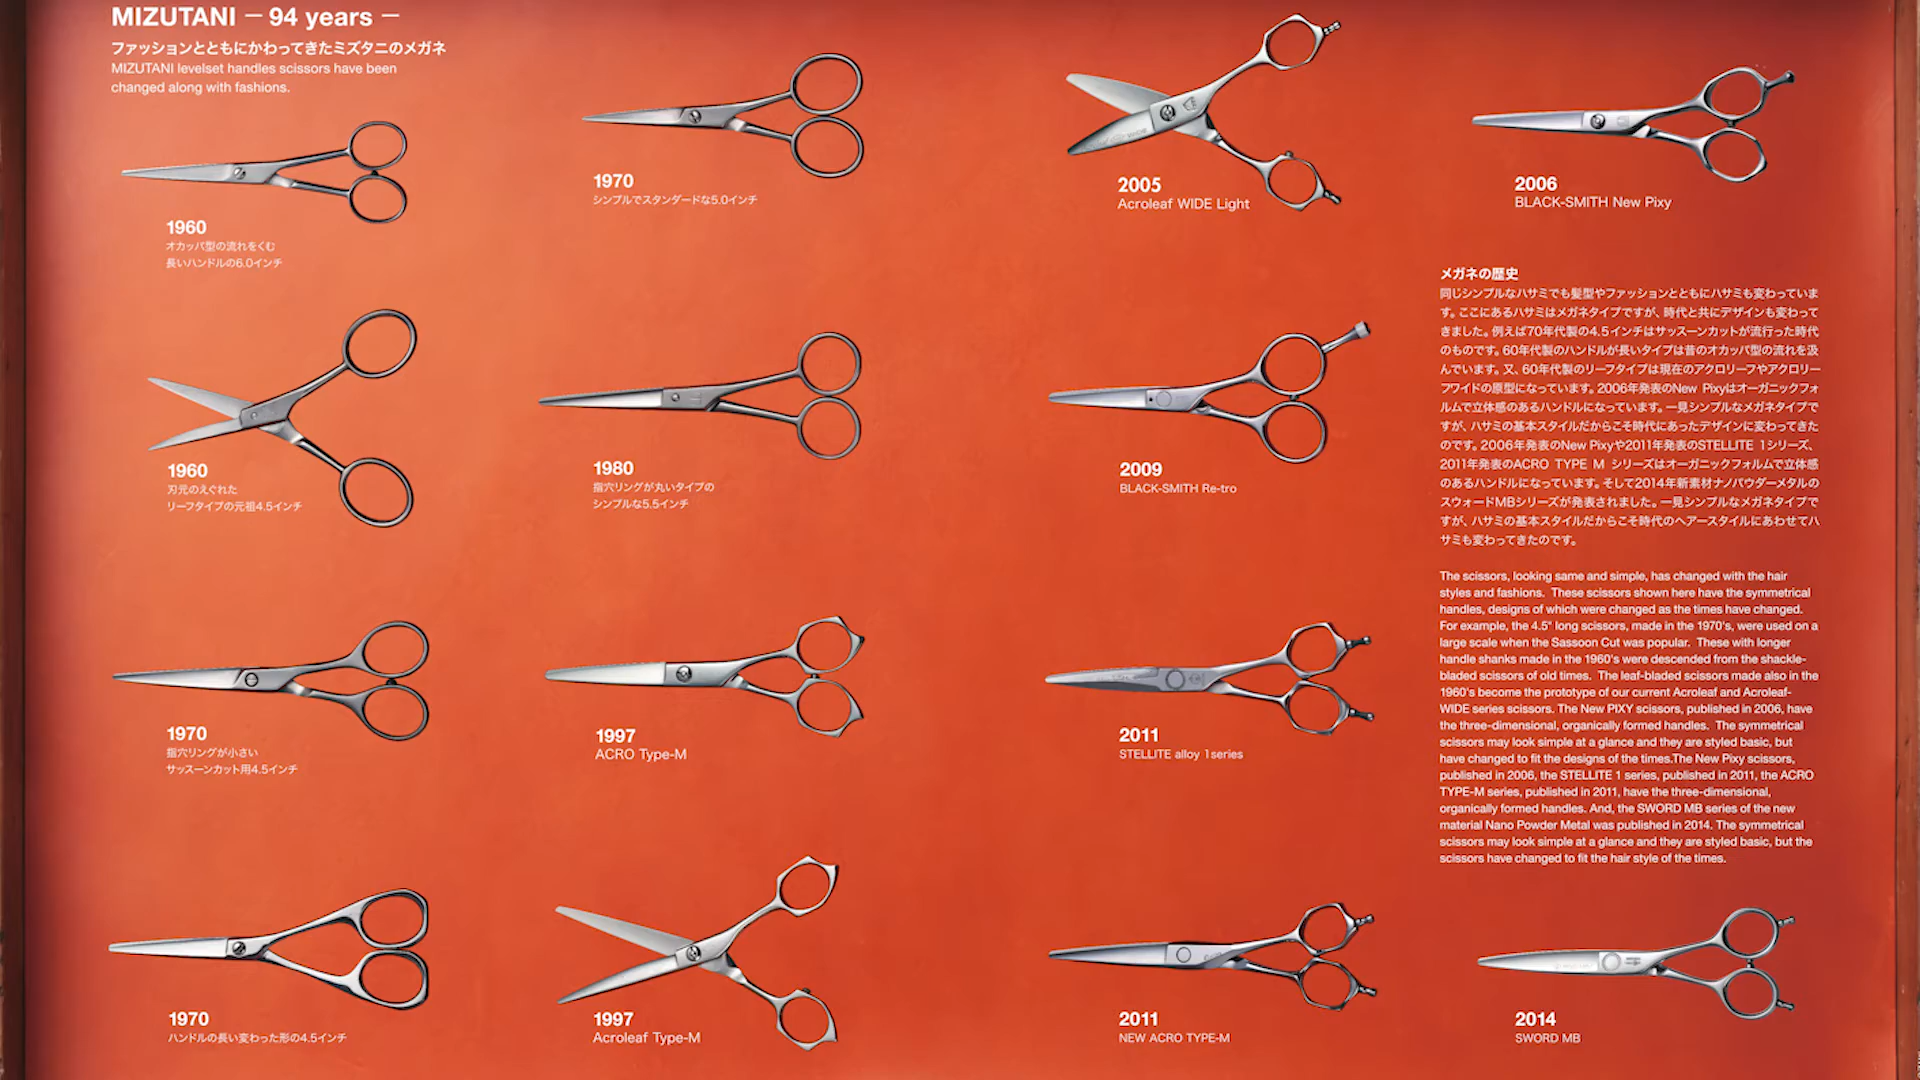 MIZUTANI — 94 years —
ファッションとともにかわってきたミズタニのメガネ
MIZUTANI levelset handles scissors have been
changed along with fashions.
1960
オカッパ型の流れをくむ
長いハンドルの6.0インチ
1970
シンプルでスタンダードな5.0インチ
2005
Acroleaf WIDE Light
2006
BLACK-SMITH New Pixy
1960
刃元のえぐれた
リーフタイプの元祖4.5インチ
1980
指穴リングが丸いタイプの
シンプルな5.5インチ
2009
BLACK-SMITH Re-tro
1970
指穴リングが小さい
サッスーンカット用4.5インチ
1997
ACRO Type-M
2011
STELLITE alloy 1series
1970
ハンドルの長い変わった形の4.5インチ
1997
Acroleaf Type-M
2011
NEW ACRO TYPE-M
2014
SWORD MB
メガネの歴史
同じシンプルなハサミでも髪型やファッションとともにハサミも変わっていま
す。ここにあるハサミはメガネタイプですが、時代と共にデザインも変わって
きました。例えば70年代製の4.5インチはサッスーンカットが流行った時代
のものです。60年代製のハンドルが長いタイプは昔のオカッパ型の流れを汲
んでいます。又、60年代製のリーフタイプは現在のアクロリーフやアクロリー
フワイドの原型になっています。2006年発表のNew Pixyはオーガニックフォ
ルムで立体感のあるハンドルになっています。一見シンプルなメガネタイプで
すが、ハサミの基本スタイルだからこそ時代にあったデザインに変わってきた
のです。2006年発表のNew Pixyや2011年発表のSTELLITE 1シリーズ、
2011年発表のACRO TYPE M シリーズはオーガニックフォルムで立体感
のあるハンドルになっています。そして2014年新素材ナノパウダーメタルの
スウォードMBシリーズが発表されました。一見シンプルなメガネタイプで
すが、ハサミの基本スタイルだからこそ時代のヘアースタイルにあわせてハ
サミも変わってきたのです。
The scissors, looking same and simple, has changed with the hair
styles and fashions. These scissors shown here have the symmetrical
handles, designs of which were changed as the times have changed.
For example, the 4.5" long scissors, made in the 1970's, were used on a
large scale when the Sassoon Cut was popular. These with longer
handle shanks made in the 1960's were descended from the shackle-
bladed scissors of old times. The leaf-bladed scissors made also in the
1960's become the prototype of our current Acroleaf and Acroleaf-
WIDE series scissors. The New PIXY scissors, published in 2006, have
the three-dimensional, organically formed handles. The symmetrical
scissors may look simple at a glance and they are styled basic, but
have changed to fit the designs of the times.The New Pixy scissors,
published in 2006, the STELLITE 1 series, published in 2011, the ACRO
TYPE-M series, published in 2011, have the three-dimensional,
organically formed handles. And, the SWORD MB series of the new
material Nano Powder Metal was published in 2014. The symmetrical
scissors may look simple at a glance and they are styled basic, but the
scissors have changed to fit the hair style of the times.